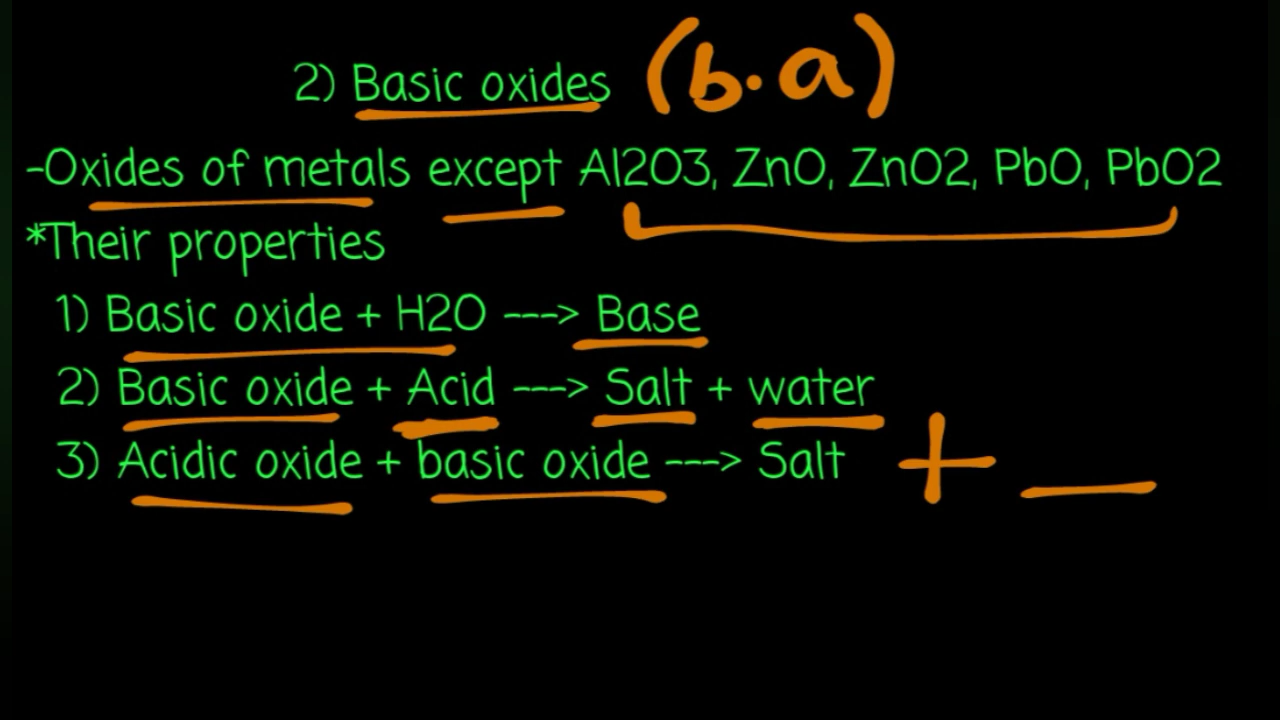 2) Basic oxides (b.a)
-Oxides of metals except Al2O3, ZnO, ZnO2, PbO, PbO2
*Their properties
1) Basic oxide + H2O ---> Base
2) Basic oxide + Acid ---> Salt + water
3) Acidic oxide + basic oxide ---> Salt + __